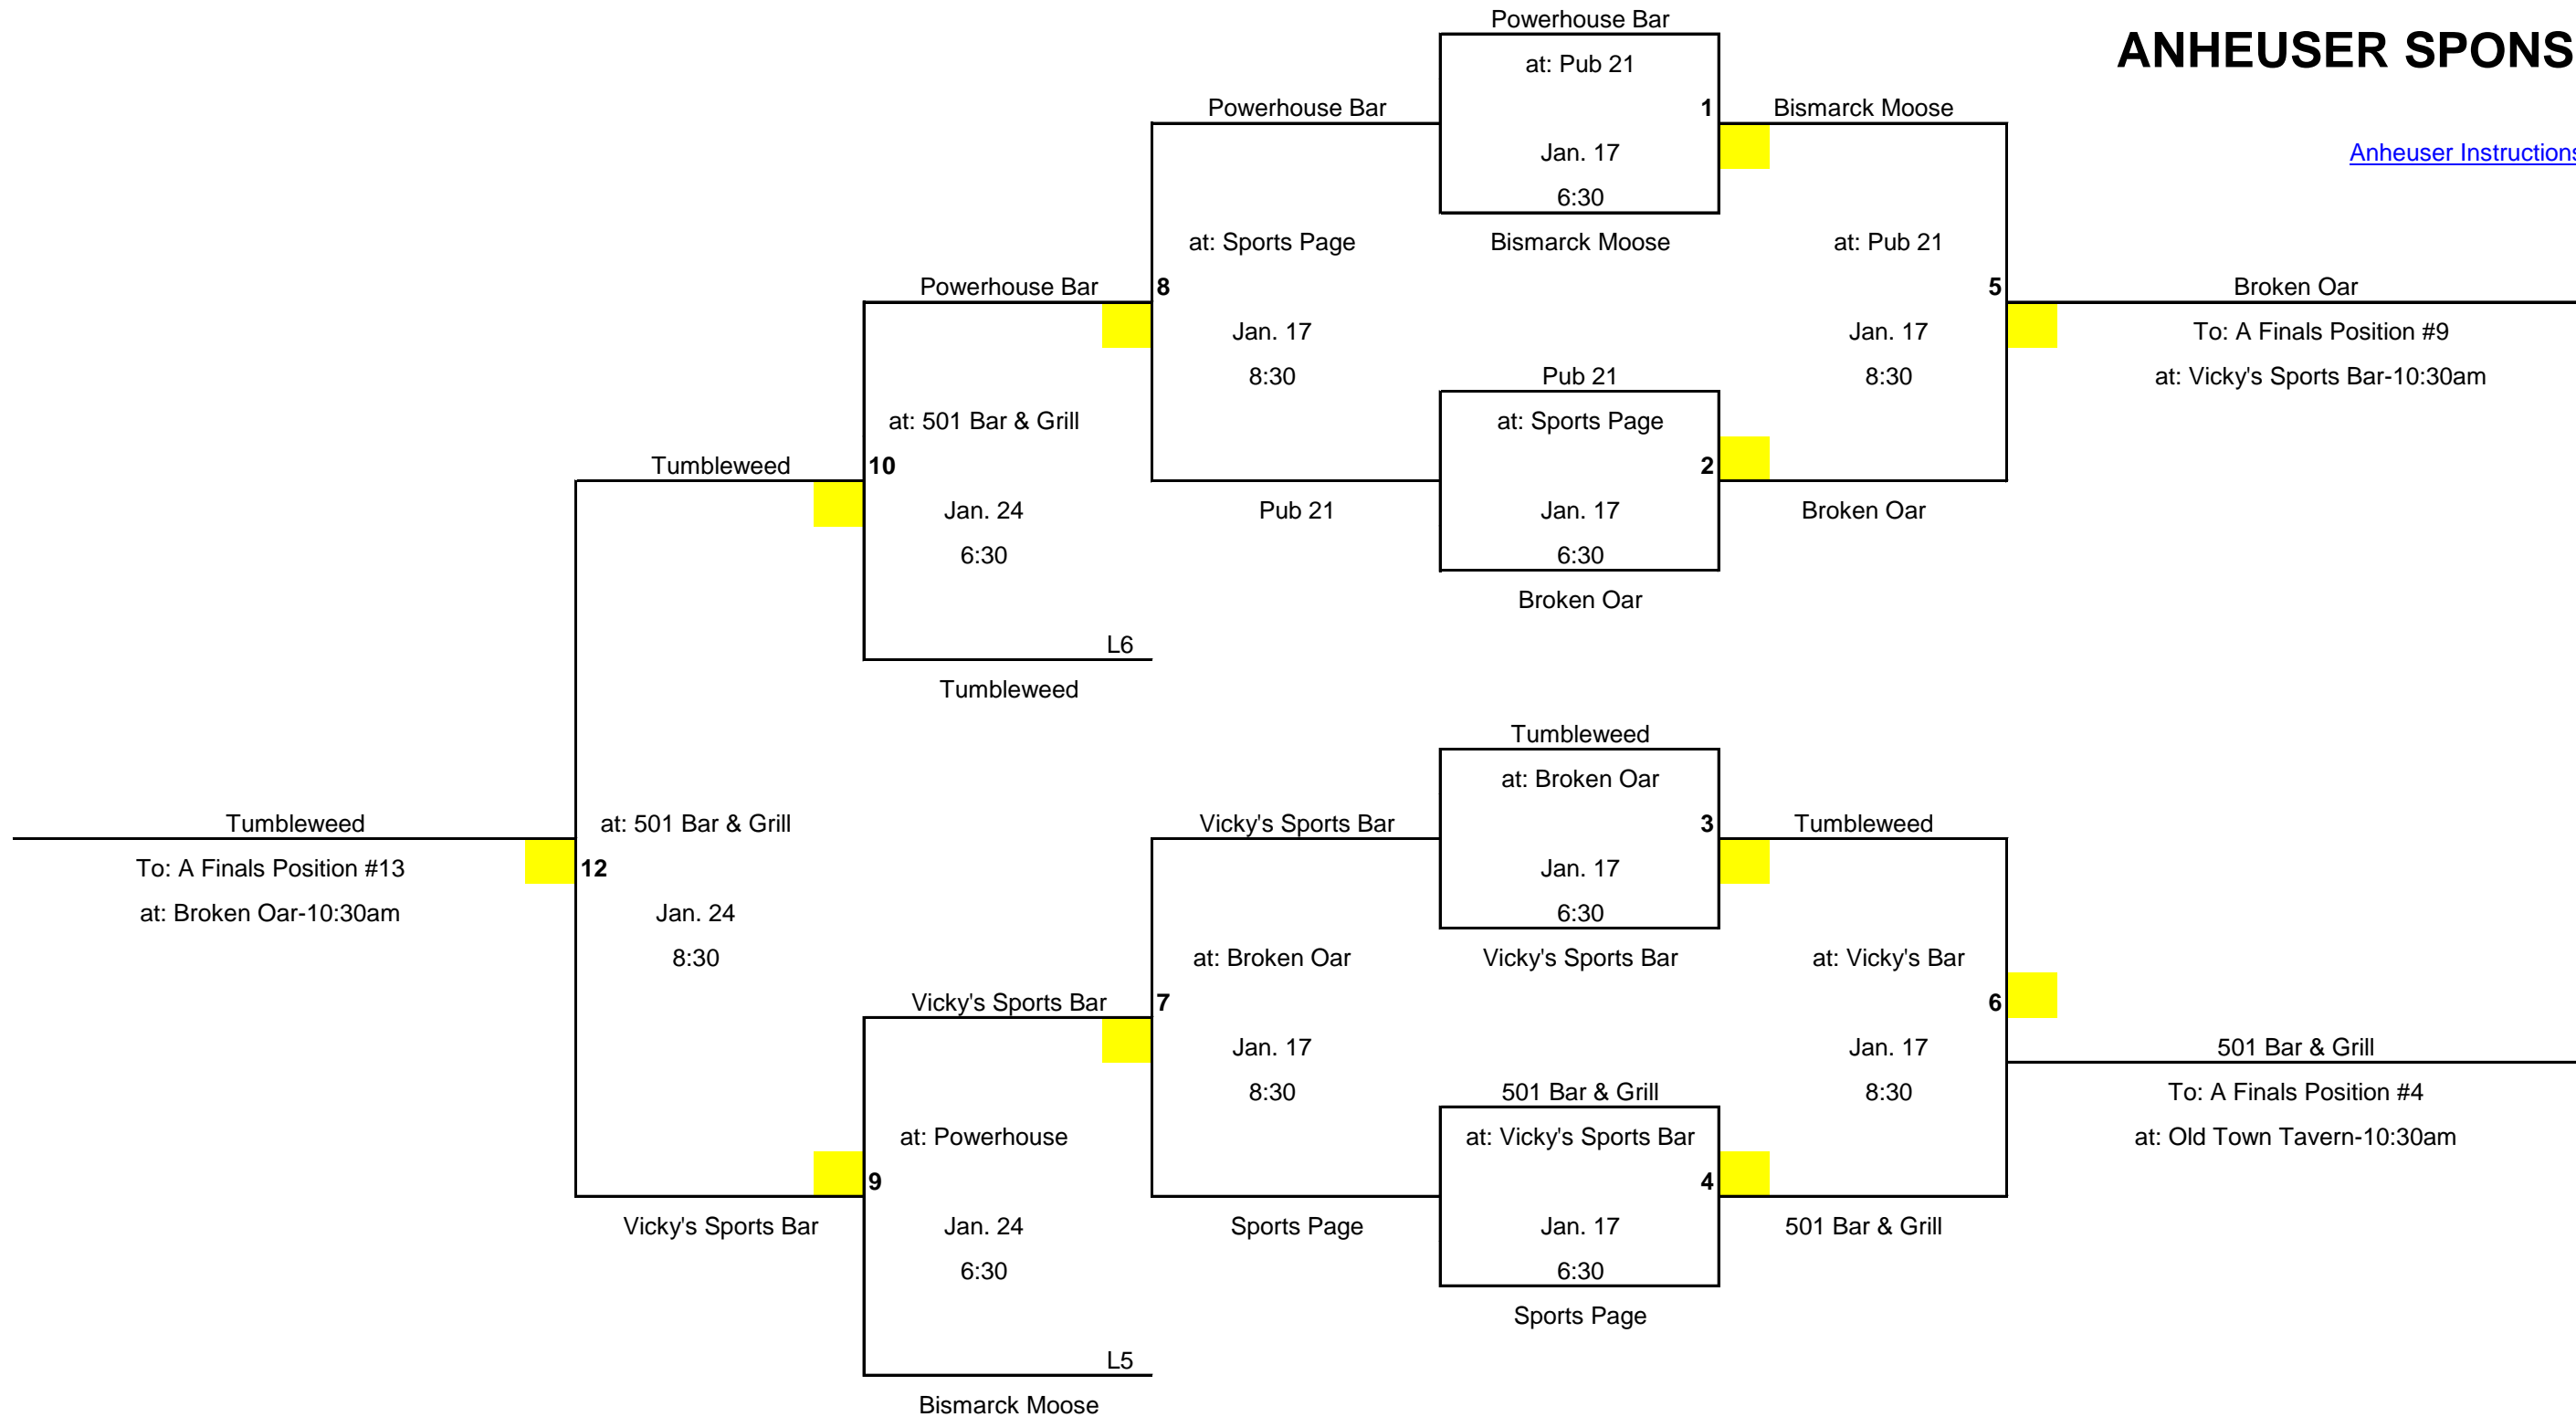 Powerhouse Bar
ANHEUSER SPONS
at: Pub 21
Powerhouse Bar
1
Bismarck Moose
Jan. 17
Anheuser Instructions
6:30
at: Sports Page
Bismarck Moose
at: Pub 21
Powerhouse Bar
8
5
Broken Oar
Jan. 17
Jan. 17
To: A Finals Position #9
8:30
Pub 21
8:30
at: Vicky's Sports Bar-10:30am
at: 501 Bar & Grill
at: Sports Page
Tumbleweed
10
2
Jan. 24
Pub 21
Jan. 17
Broken Oar
6:30
6:30
Broken Oar
L6
Tumbleweed
Tumbleweed
at: Broken Oar
Tumbleweed
at: 501 Bar & Grill
Vicky's Sports Bar
3
Tumbleweed
To: A Finals Position #13
12
Jan. 17
at: Broken Oar-10:30am
Jan. 24
6:30
8:30
at: Broken Oar
Vicky's Sports Bar
at: Vicky's Bar
Vicky's Sports Bar
7
6
Jan. 17
Jan. 17
501 Bar & Grill
8:30
501 Bar & Grill
8:30
To: A Finals Position #4
at: Powerhouse
at: Vicky's Sports Bar
at: Old Town Tavern-10:30am
9
4
Vicky's Sports Bar
Jan. 24
Sports Page
Jan. 17
501 Bar & Grill
6:30
6:30
Sports Page
L5
Bismarck Moose